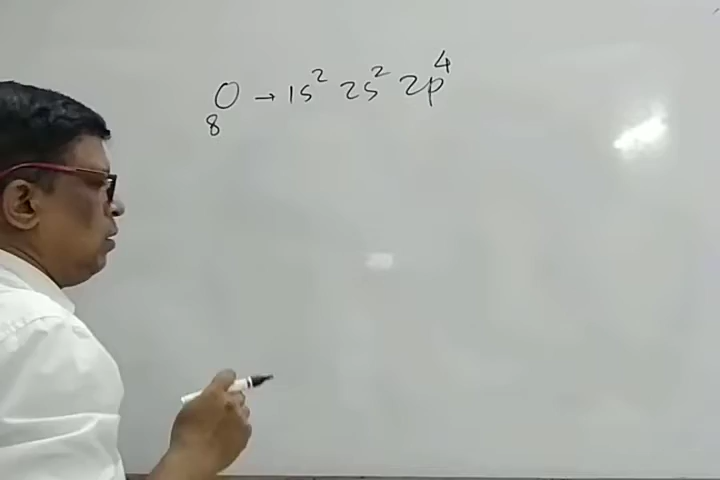 ₈O → 1s² 2s² 2p⁴